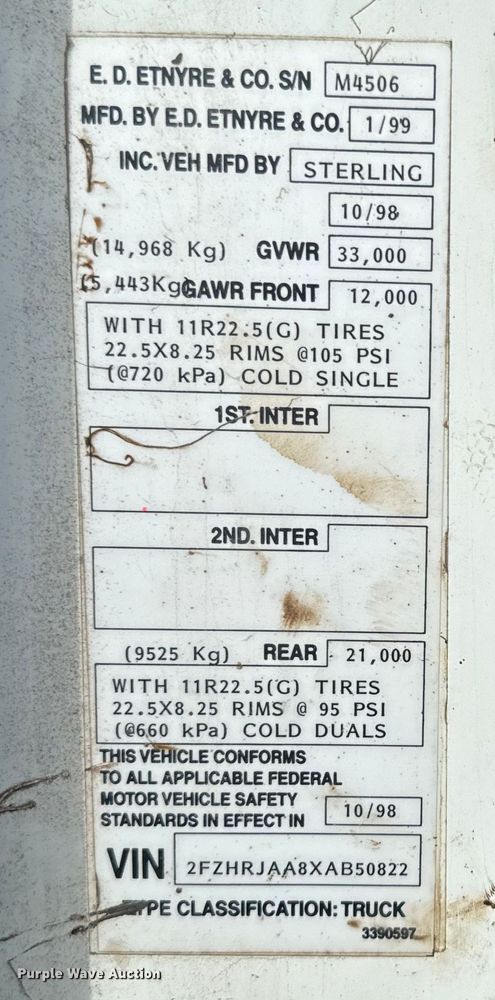 E. D. ETNYRE & CO. S/N M4506
MFD. BY E.D. ETNYRE & CO. 1/99
INC. VEH MFD BY STERLING
10/98
(14,968 Kg) GVWR 33,000
(5,443Kg) GAWR FRONT 12,000
WITH 11R22.5(G) TIRES
22.5X8.25 RIMS @105 PSI
(@720 kPa) COLD SINGLE
1ST. INTER
2ND. INTER
(9525 Kg) REAR 21,000
WITH 11R22.5(G) TIRES
22.5X8.25 RIMS @ 95 PSI
(@660 kPa) COLD DUALS
THIS VEHICLE CONFORMS
TO ALL APPLICABLE FEDERAL
MOTOR VEHICLE SAFETY
STANDARDS IN EFFECT IN 10/98
VIN 2FZHRJAA8XAB50822
TYPE CLASSIFICATION: TRUCK
3390597
Purple Wave Auction